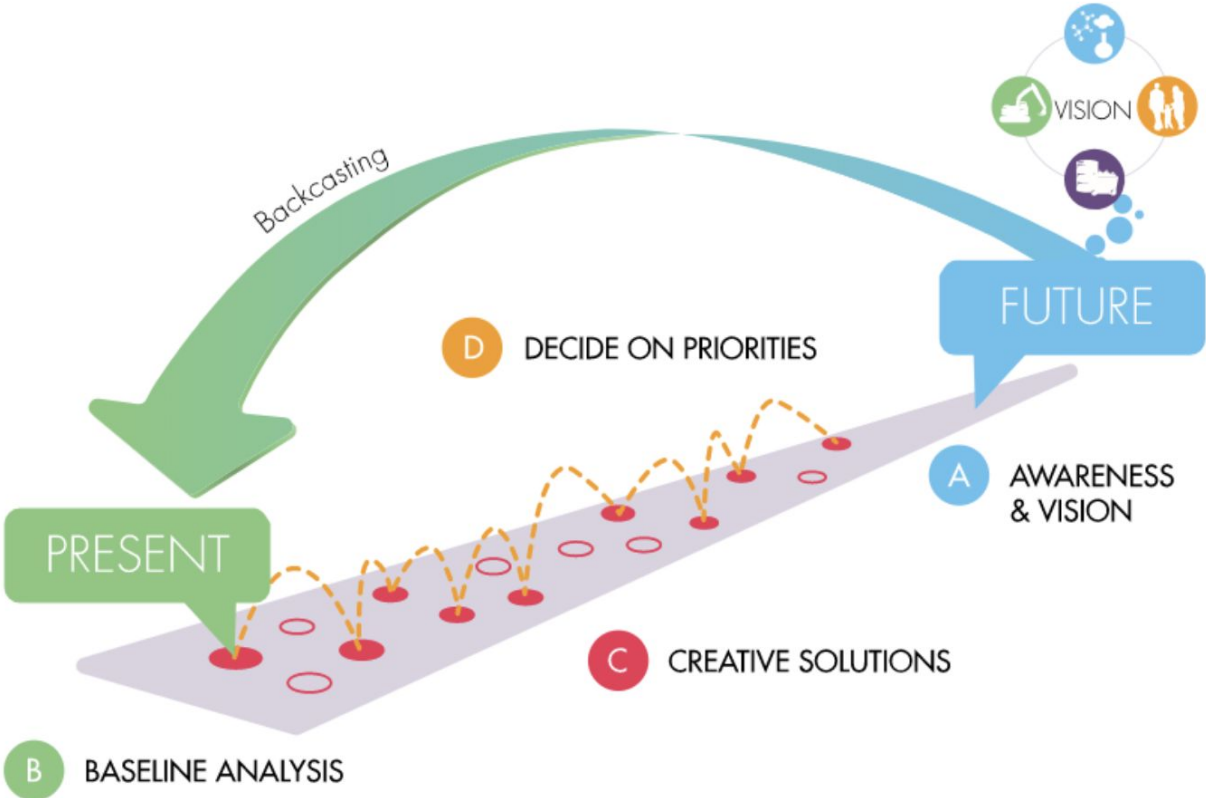 VISION
Backcasting
FUTURE
D DECIDE ON PRIORITIES
A AWARENESS
& VISION
PRESENT
C CREATIVE SOLUTIONS
B BASELINE ANALYSIS